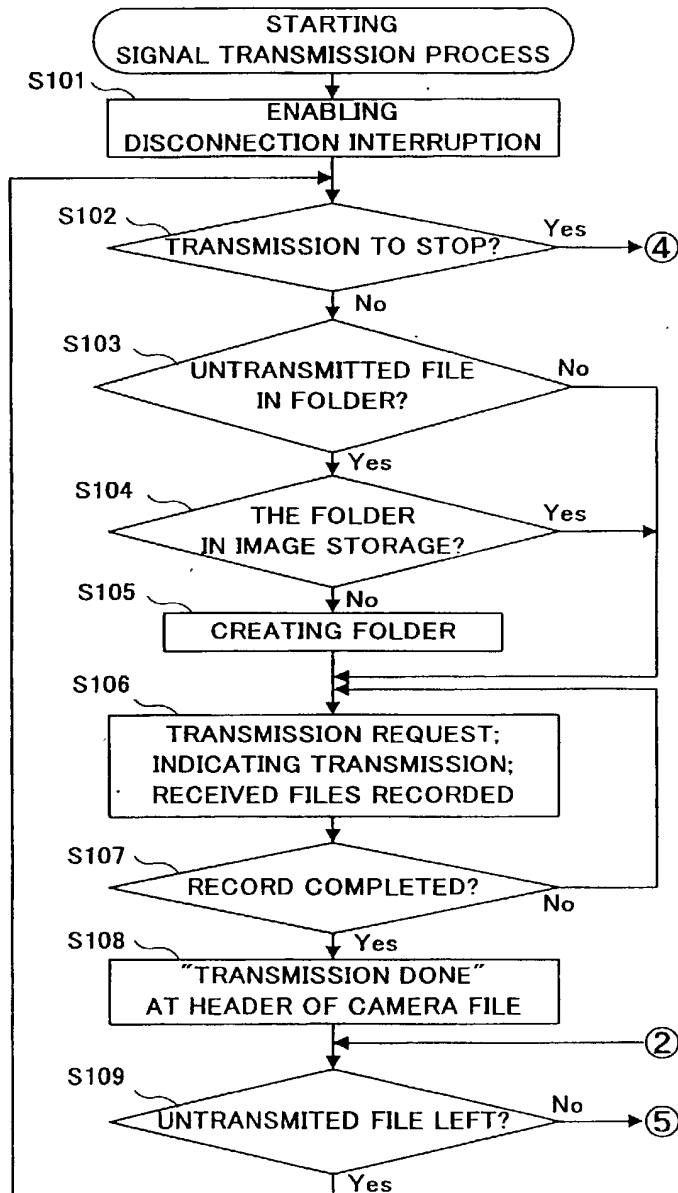 STARTING
SIGNAL TRANSMISSION PROCESS
S101
ENABLING
DISCONNECTION INTERRUPTION
S102
TRANSMISSION TO STOP?
Yes
④
No
S103
UNTRANSMITTED FILE
IN FOLDER?
No
Yes
S104
THE FOLDER
IN IMAGE STORAGE?
Yes
No
S105
CREATING FOLDER
S106
TRANSMISSION REQUEST;
INDICATING TRANSMISSION;
RECEIVED FILES RECORDED
S107
RECORD COMPLETED?
No
Yes
S108
"TRANSMISSION DONE"
AT HEADER OF CAMERA FILE
②
S109
UNTRANSMITED FILE LEFT?
No
⑤
Yes